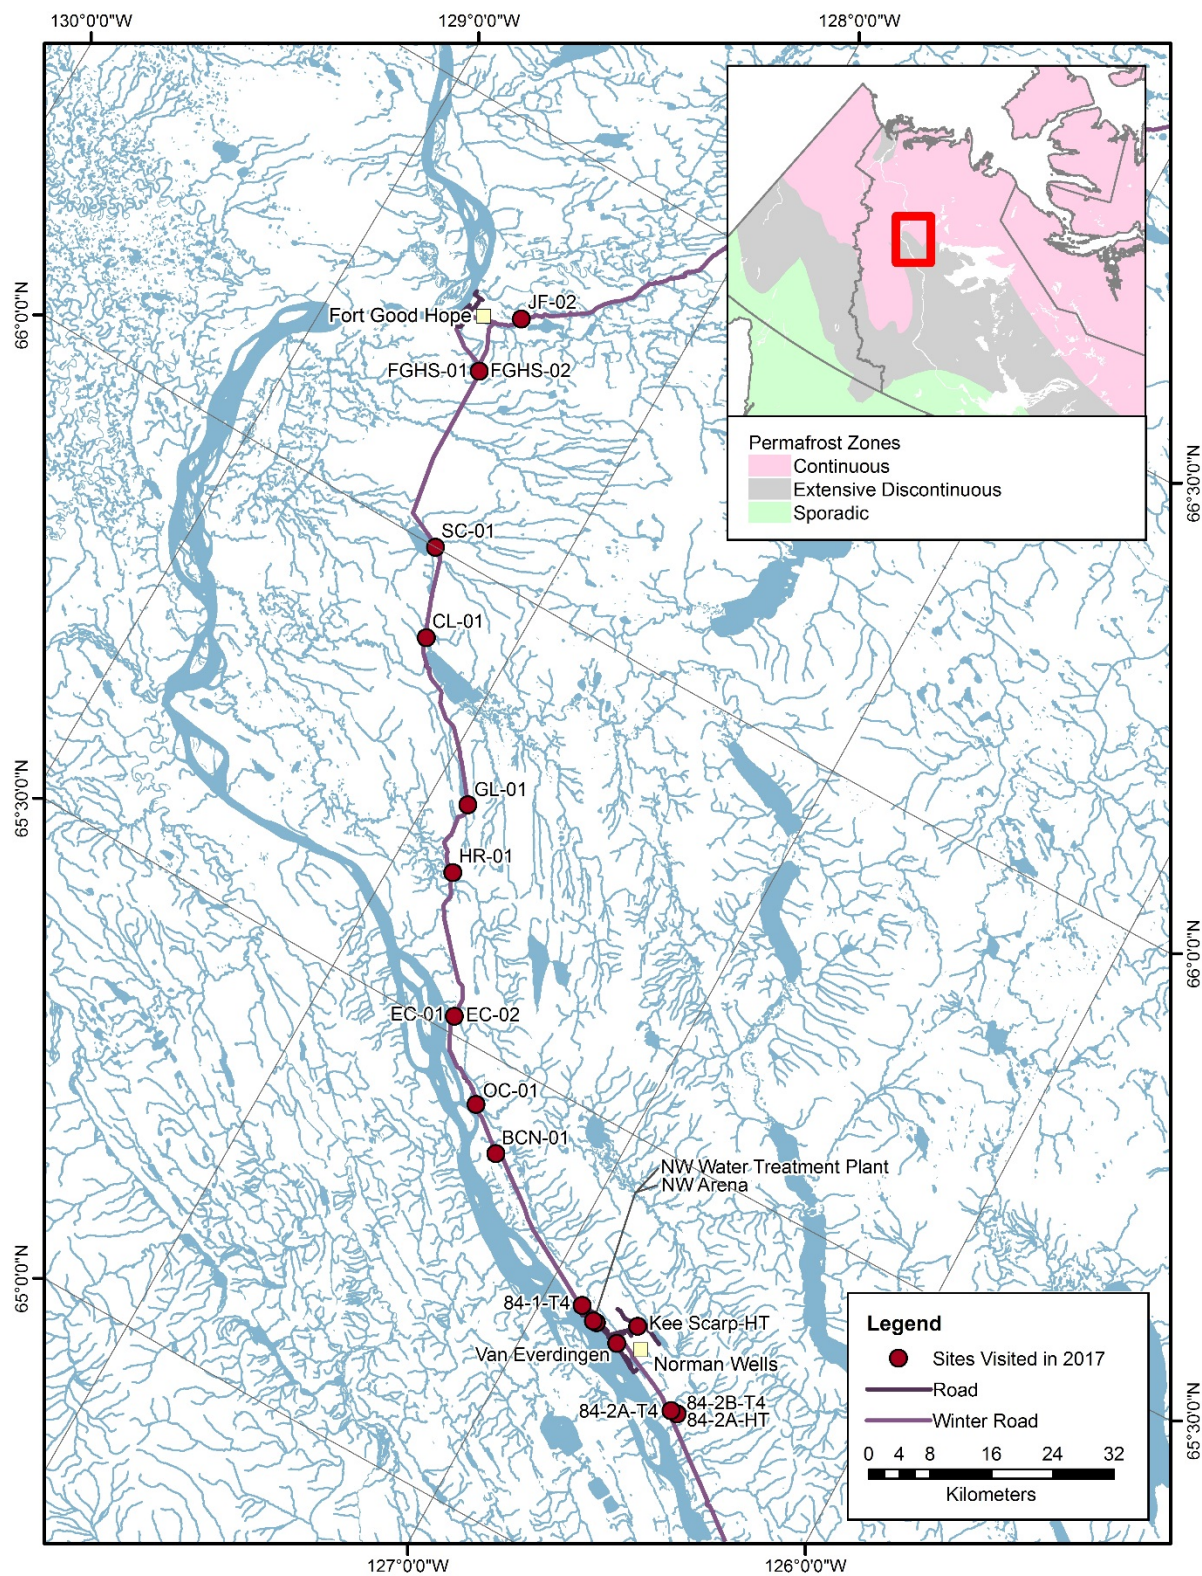 130°0'0"W
129°0'0"W
128°0'0"W
66°0'0"N
65°30'0"N
65°0'0"N
66°30'0"N
66°0'0"N
65°30'0"N
127°0'0"W
126°0'0"W
Permafrost Zones
Continuous
Extensive Discontinuous
Sporadic
JF-02
Fort Good Hope
FGHS-01
FGHS-02
SC-01
CL-01
GL-01
HR-01
EC-01
EC-02
OC-01
BCN-01
NW Water Treatment Plant
NW Arena
84-1-T4
Kee Scarp-HT
Van Everdingen
Norman Wells
84-2B-T4
84-2A-T4
84-2A-HT
Legend
Sites Visited in 2017
Road
Winter Road
0 4 8 16 24 32
Kilometers